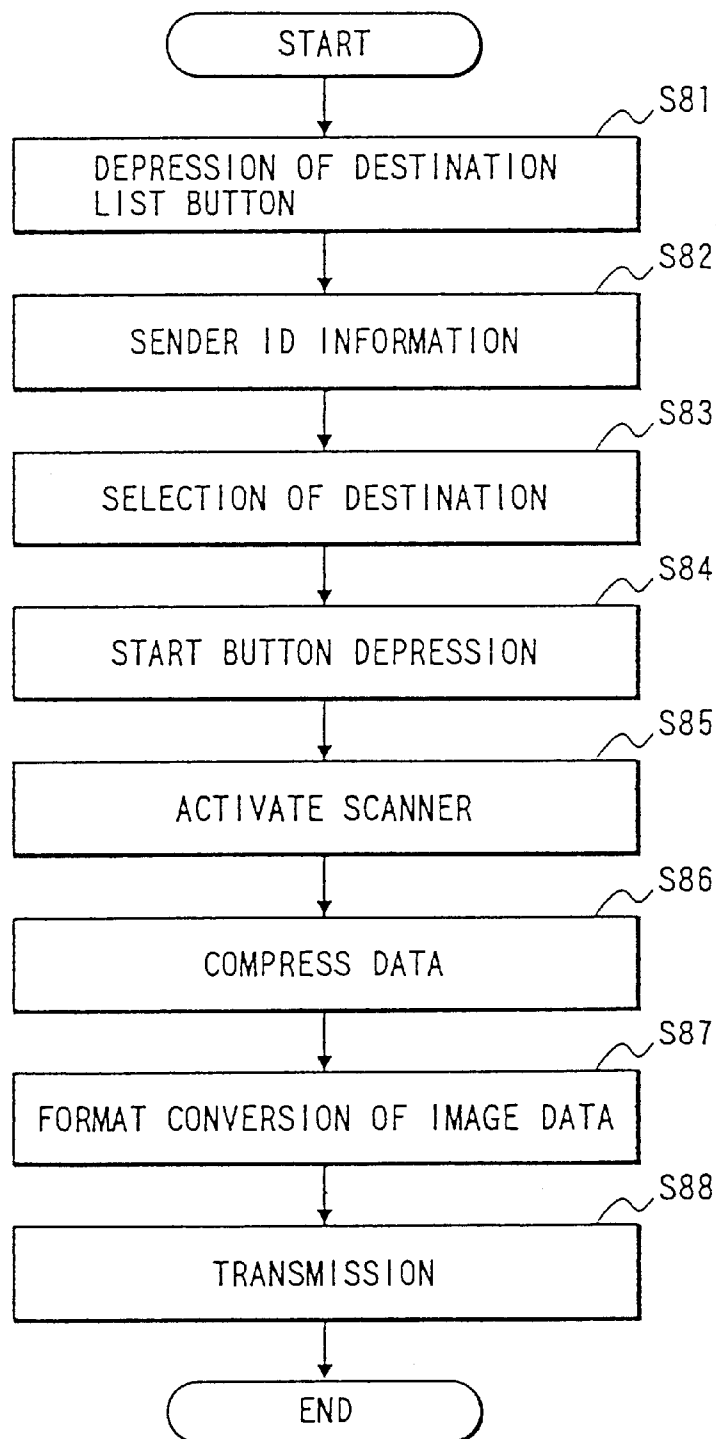 START
S81
DEPRESSION OF DESTINATION
LIST BUTTON
S82
SENDER ID INFORMATION
S83
SELECTION OF DESTINATION
S84
START BUTTON DEPRESSION
S85
ACTIVATE SCANNER
S86
COMPRESS DATA
S87
FORMAT CONVERSION OF IMAGE DATA
S88
TRANSMISSION
END